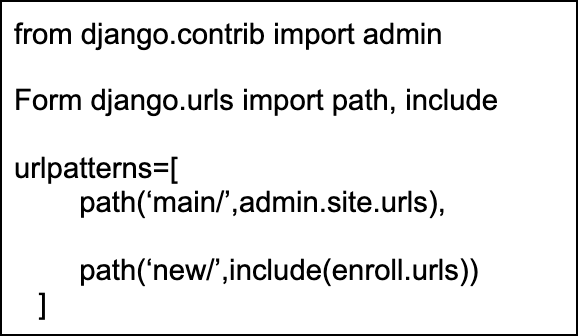 from django.contrib import admin
Form django.urls import path, include
urlpatterns=[
path(‘main/’,admin.site.urls),
path(‘new/’,include(enroll.urls))
]